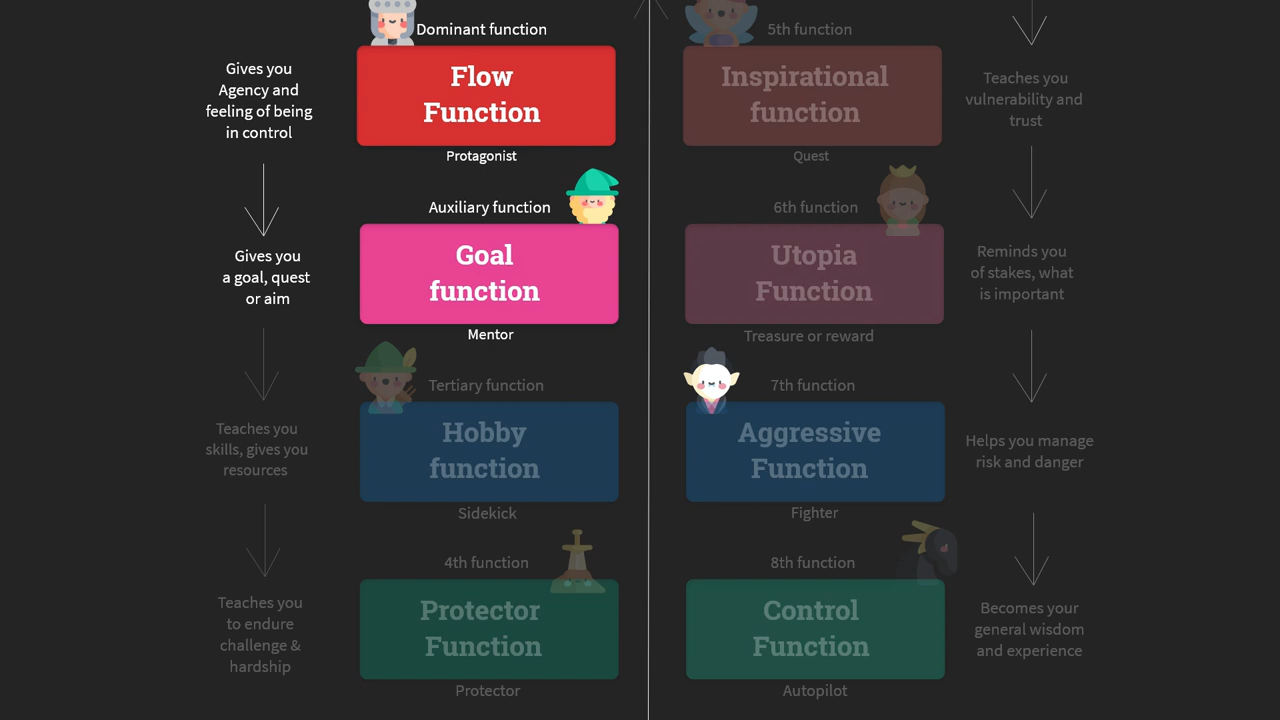 Dominant function
Flow
Function
Protagonist
Gives you
Agency and
feeling of being
in control
Auxiliary function
Goal
function
Mentor
Gives you
a goal, quest
or aim
Tertiary function
Hobby
function
Sidekick
Teaches you
skills, gives you
resources
4th function
Protector
Function
Protector
Teaches you
to endure
challenge &
hardship
5th function
Inspirational
function
Quest
Teaches you
vulnerability and
trust
6th function
Utopia
Function
Treasure or reward
Reminds you
of stakes, what
is important
7th function
Aggressive
Function
Fighter
Helps you manage
risk and danger
8th function
Control
Function
Autopilot
Becomes your
general wisdom
and experience